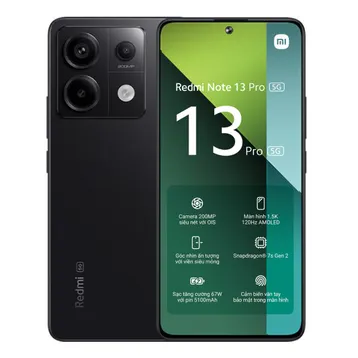 200MP
Redmi 5G
Redmi Note 13 Pro 5G
mi
13
Pro 5G
Camera 200MP
siêu nét với OIS
Màn hình 1.5K
120Hz AMOLED
Góc nhìn ấn tượng
với viền siêu mỏng
Snapdragon® 7s Gen 2
Sạc tăng cường 67W
với pin 5100mAh
Cảm biến vân tay
bảo mật trong màn hình